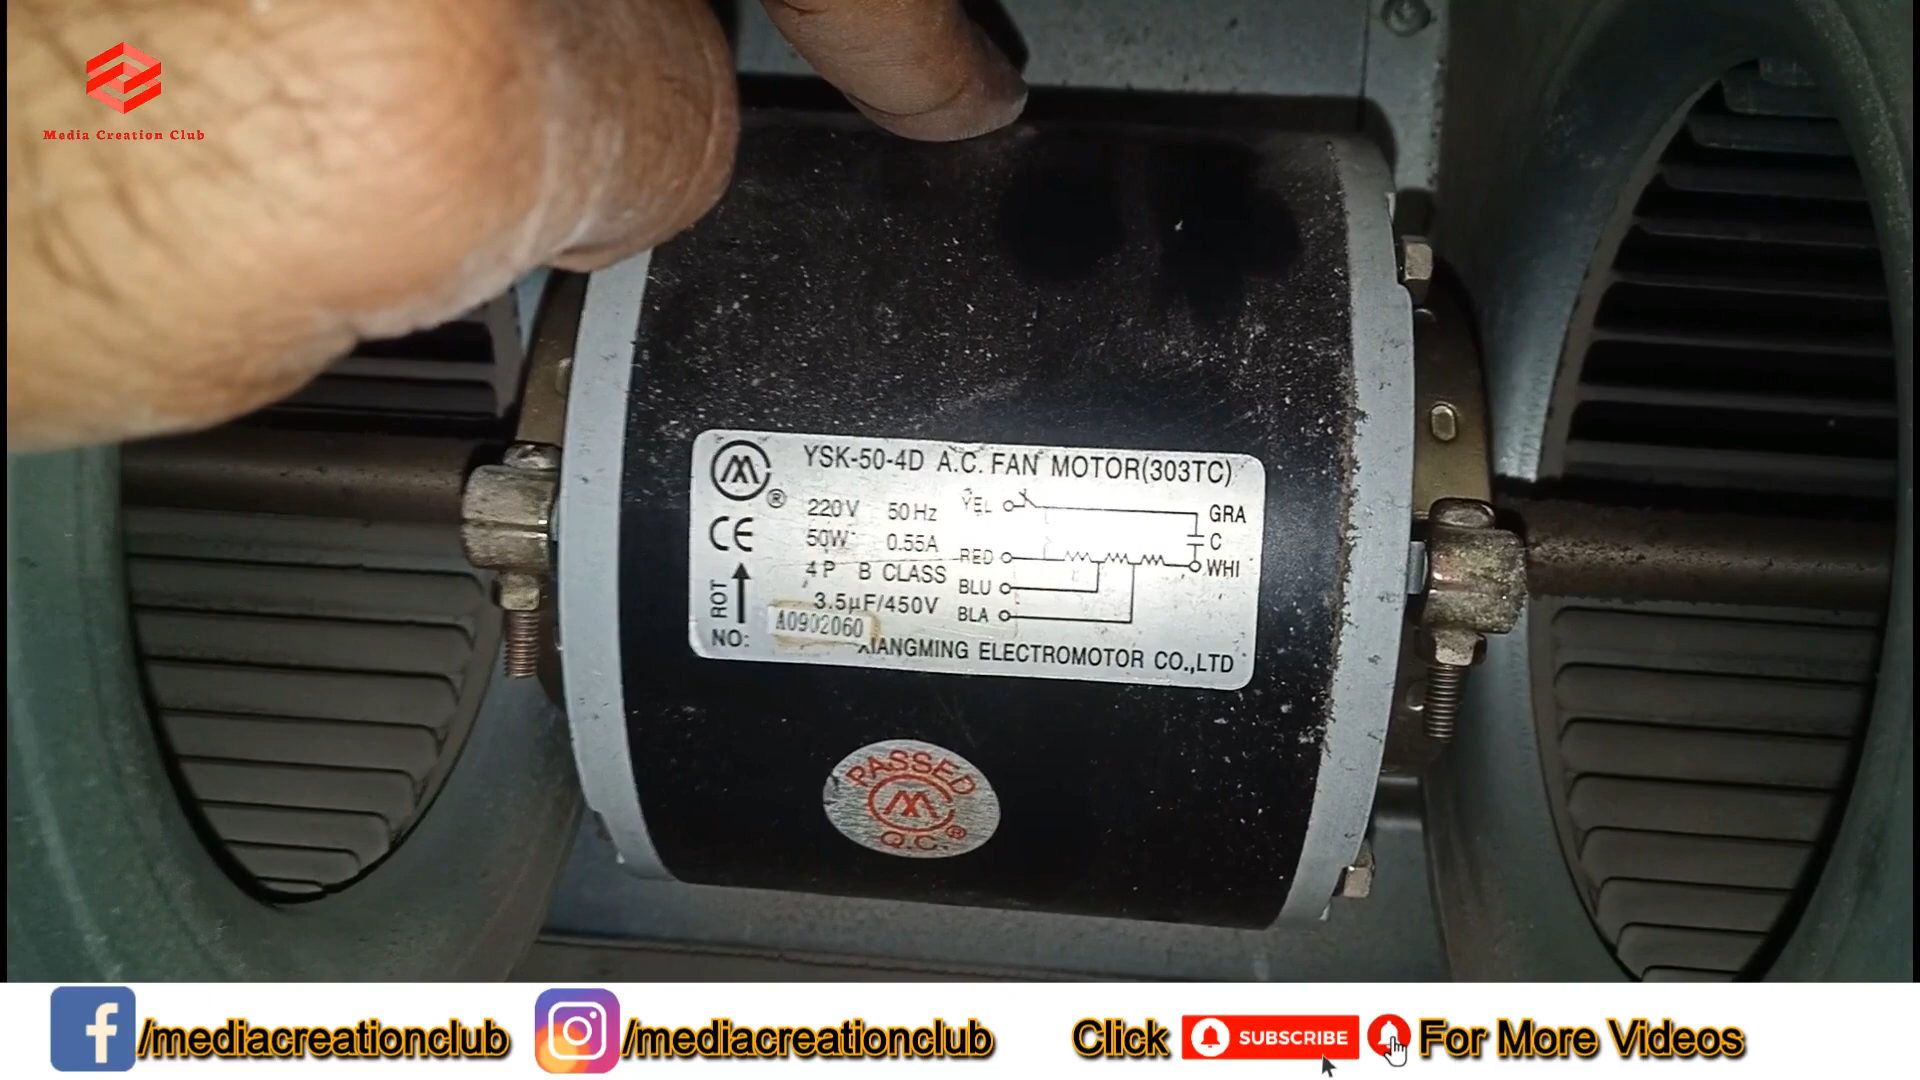 Media Creation Club
YSK-50-4D A.C. FAN MOTOR(303TC)
®
220V 50Hz
CE
50W 0.55A
4P B CLASS
3.5µF/450V
ROT
NO: A0902060
XIANGMING ELECTROMOTOR CO.,LTD
YEL
GRA
C
RED
WHI
BLU
BLA
PASSED
®
Q.C.
/mediacreationclub /mediacreationclub Click SUBSCRIBE For More Videos